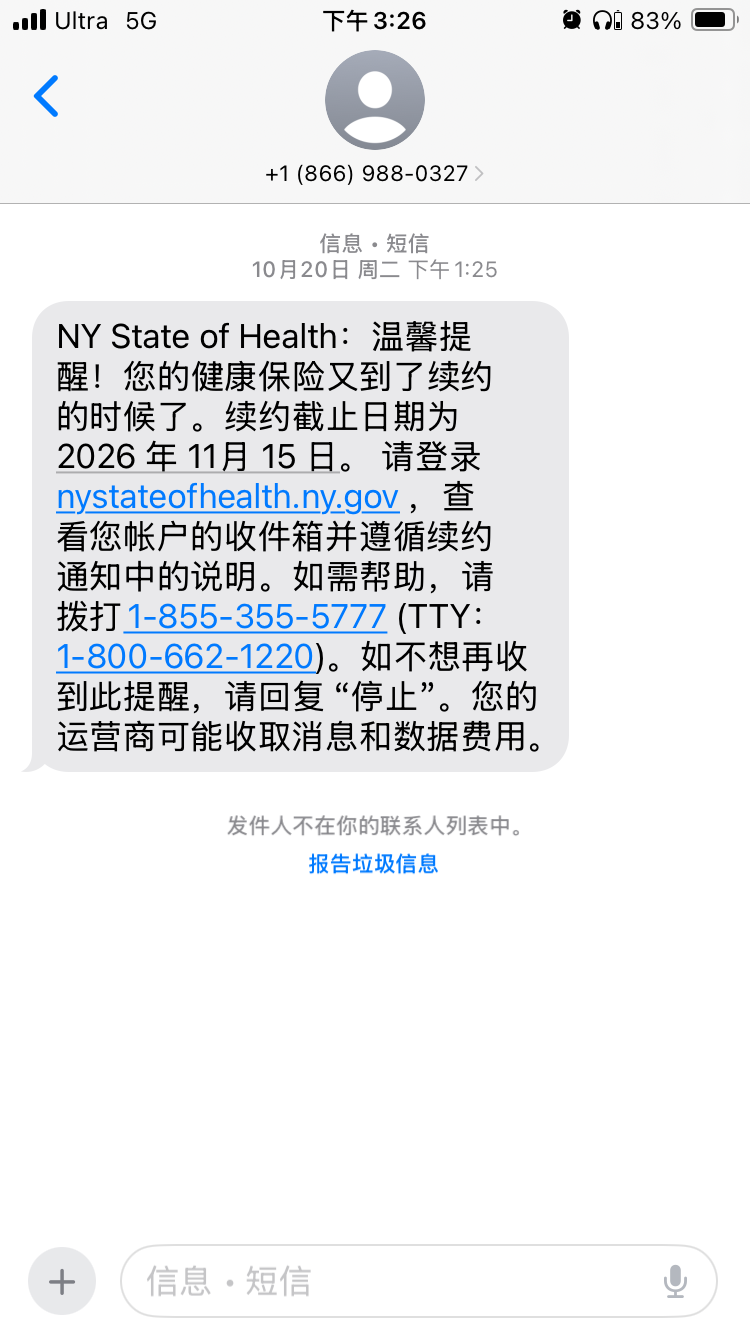 Ultra 5G 下午3:26 83%
+1 (866) 988-0327
信息 • 短信
10月20日 周二 下午1:25
NY State of Health：温馨提
醒！您的健康保险又到了续约
的时候了。续约截止日期为
2026 年 11月 15 日。 请登录
nystateofhealth.ny.gov ，查
看您帐户的收件箱并遵循续约
通知中的说明。如需帮助，请
拨打1-855-355-5777 (TTY：
1-800-662-1220)。如不想再收
到此提醒，请回复 “停止”。您的
运营商可能收取消息和数据费用。
发件人不在你的联系人列表中。
报告垃圾信息
信息 • 短信